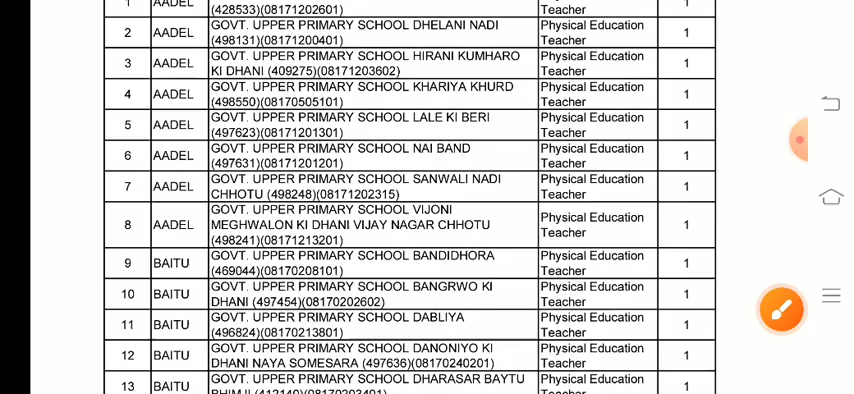 1 AADEL (428533)(08171202601) Teacher 1
2 AADEL GOVT. UPPER PRIMARY SCHOOL DHELANI NADI Physical Education 1
(498131)(08171200401) Teacher
3 AADEL GOVT. UPPER PRIMARY SCHOOL HIRANI KUMHARO Physical Education 1
KI DHANI (409275)(08171203602) Teacher
4 AADEL GOVT. UPPER PRIMARY SCHOOL KHARIYA KHURD Physical Education 1
(498550)(08170505101) Teacher
5 AADEL GOVT. UPPER PRIMARY SCHOOL LALE KI BERI Physical Education 1
(497623)(08171201301) Teacher
6 AADEL GOVT. UPPER PRIMARY SCHOOL NAI BAND Physical Education 1
(497631)(08171201201) Teacher
7 AADEL GOVT. UPPER PRIMARY SCHOOL SANWALI NADI Physical Education 1
CHHOTU (498248)(08171202315) Teacher
8 AADEL GOVT. UPPER PRIMARY SCHOOL VIJONI Physical Education 1
MEGHWALON KI DHANI VIJAY NAGAR CHHOTU Teacher
(498241)(08171213201)
9 BAITU GOVT. UPPER PRIMARY SCHOOL BANDIDHORA Physical Education 1
(469044)(08170208101) Teacher
10 BAITU GOVT. UPPER PRIMARY SCHOOL BANGRWO KI Physical Education 1
DHANI (497454)(08170202602) Teacher
11 BAITU GOVT. UPPER PRIMARY SCHOOL DABLIYA Physical Education 1
(496824)(08170213801) Teacher
12 BAITU GOVT. UPPER PRIMARY SCHOOL DANONIYO KI Physical Education 1
DHANI NAYA SOMESARA (497636)(08170240201) Teacher
13 BAITU GOVT. UPPER PRIMARY SCHOOL DHARASAR BAYTU Physical Education 1
BHIMJI (412140)(08170203401) Teacher